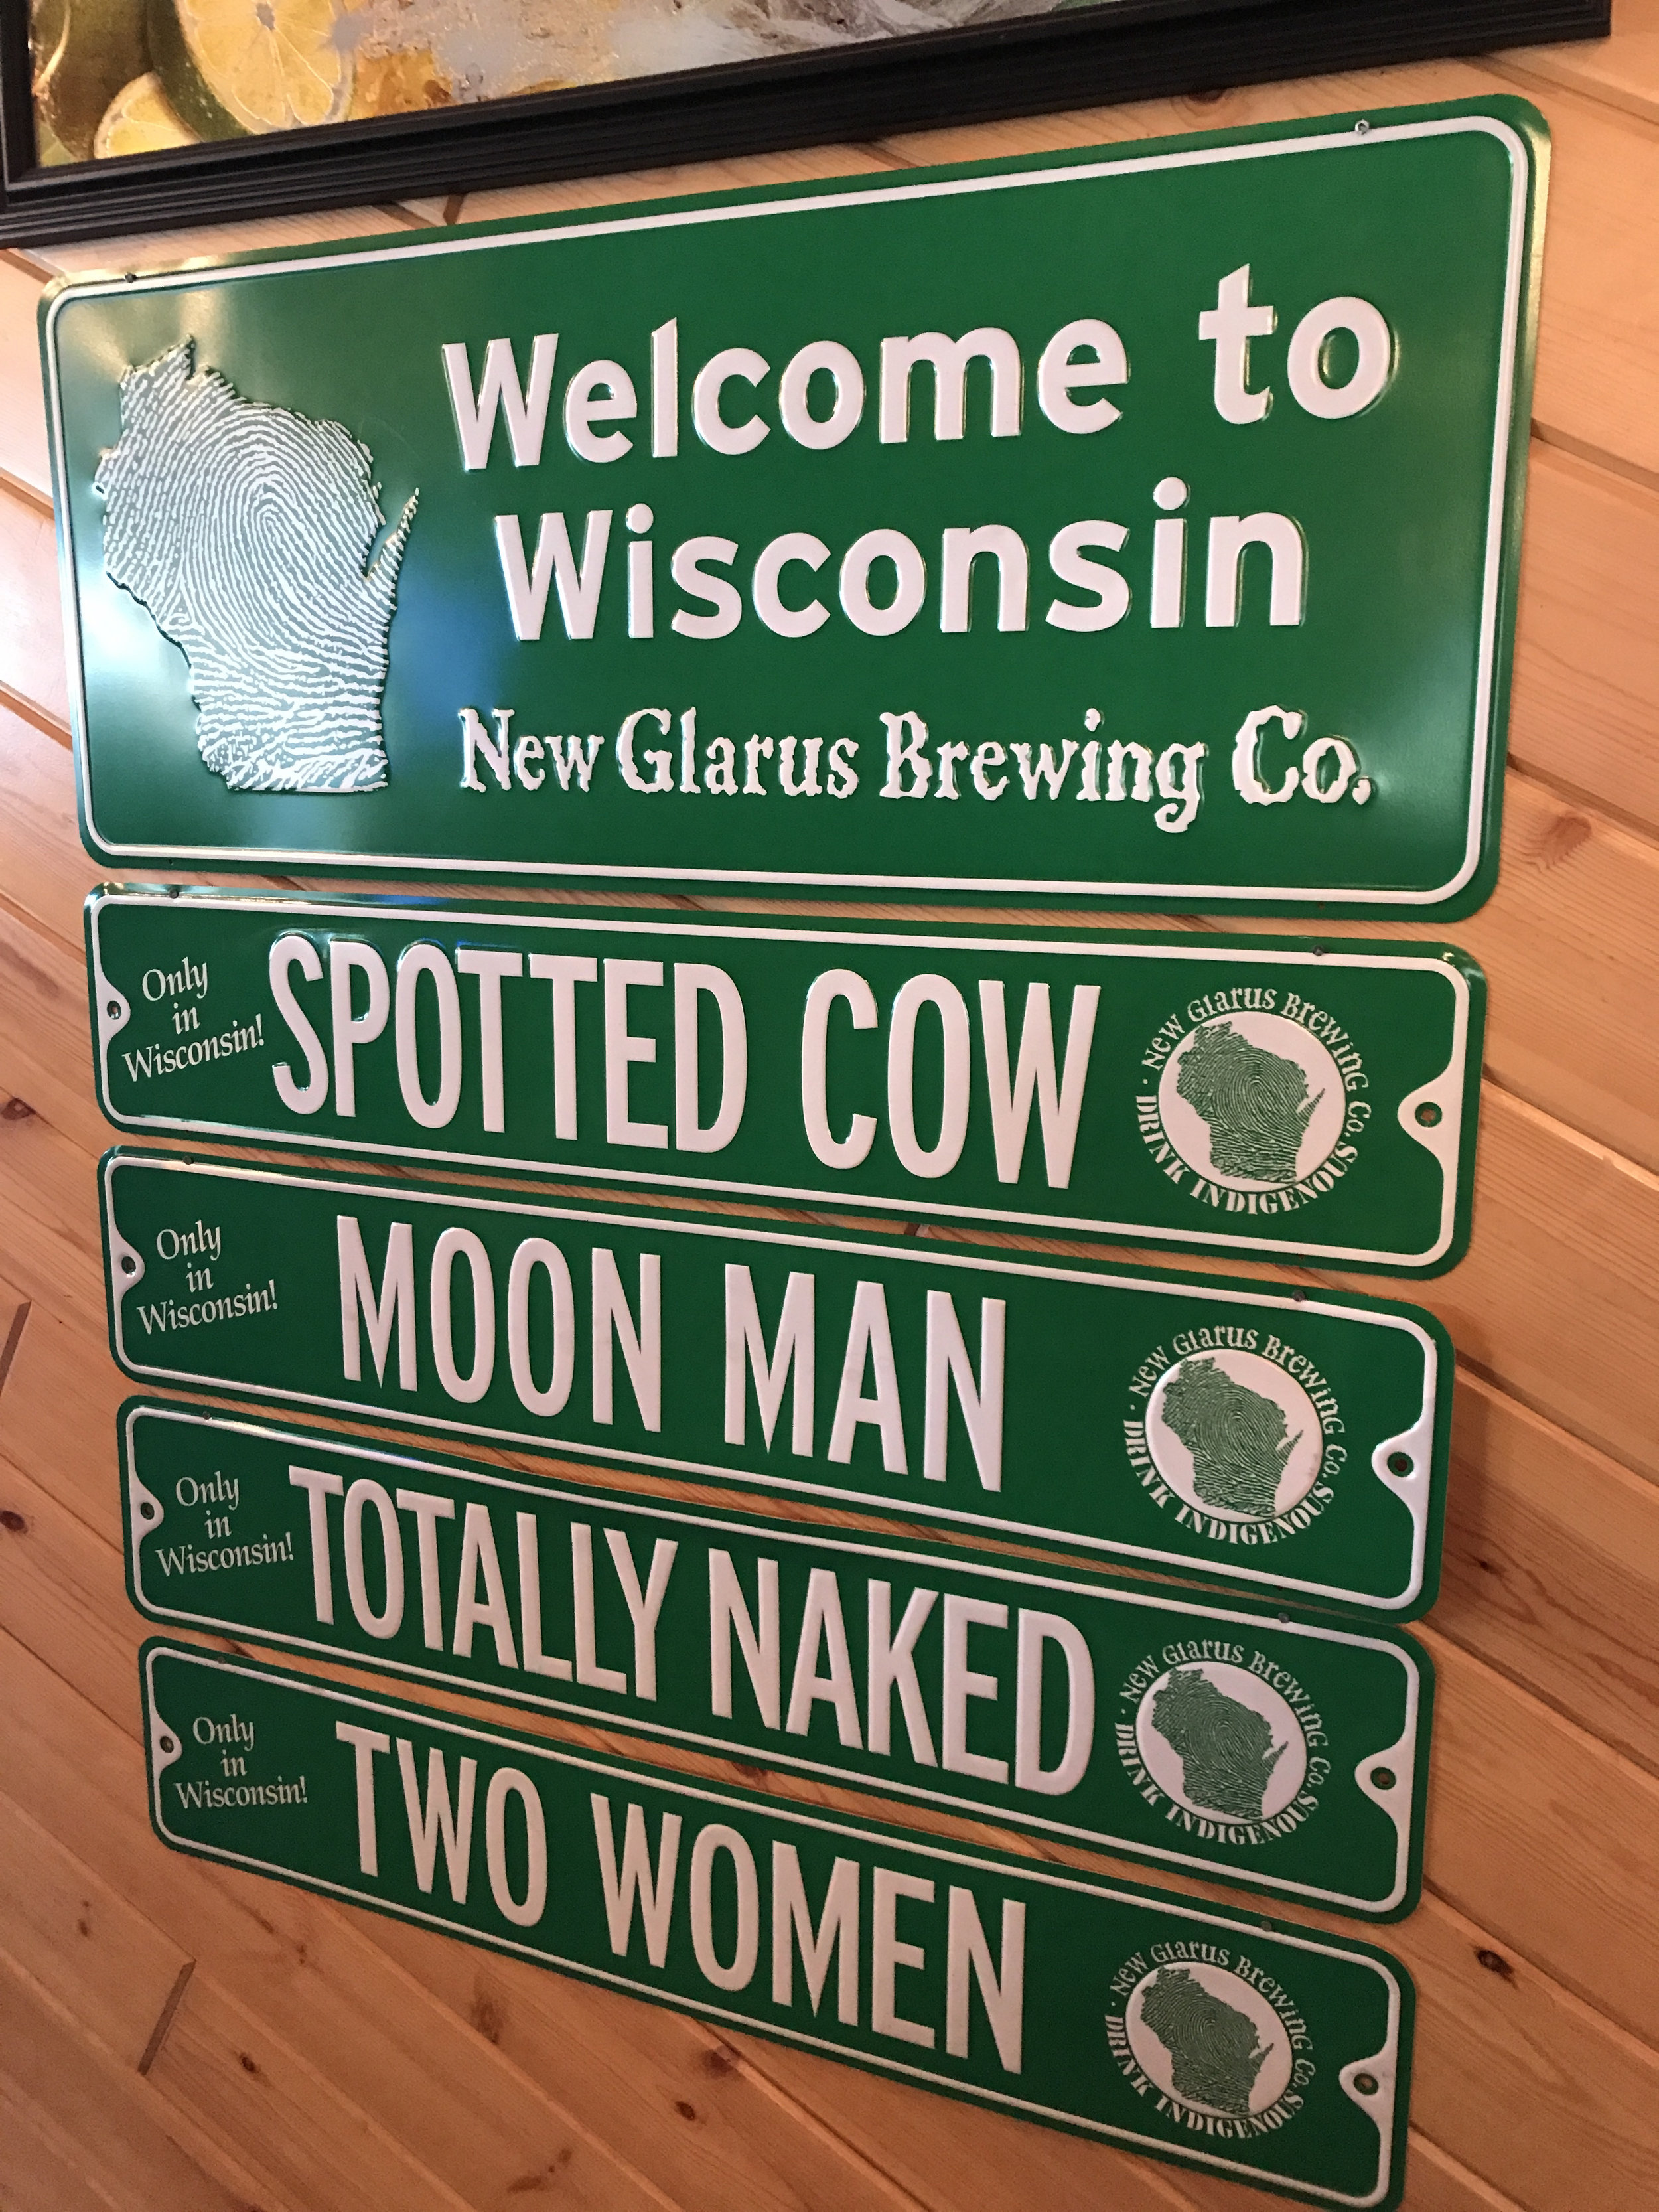 Welcome to
Wisconsin
New Glarus Brewing Co.
Only
in
Wisconsin!
SPOTTED COW
New Glarus Brewing Co.
DRINK INDIGENOUS
Only
in
Wisconsin!
MOON MAN
New Glarus Brewing Co.
DRINK INDIGENOUS
Only
in
Wisconsin!
TOTALLY NAKED
New Glarus Brewing Co.
DRINK INDIGENOUS
Only
in
Wisconsin!
TWO WOMEN
New Glarus Brewing Co.
DRINK INDIGENOUS